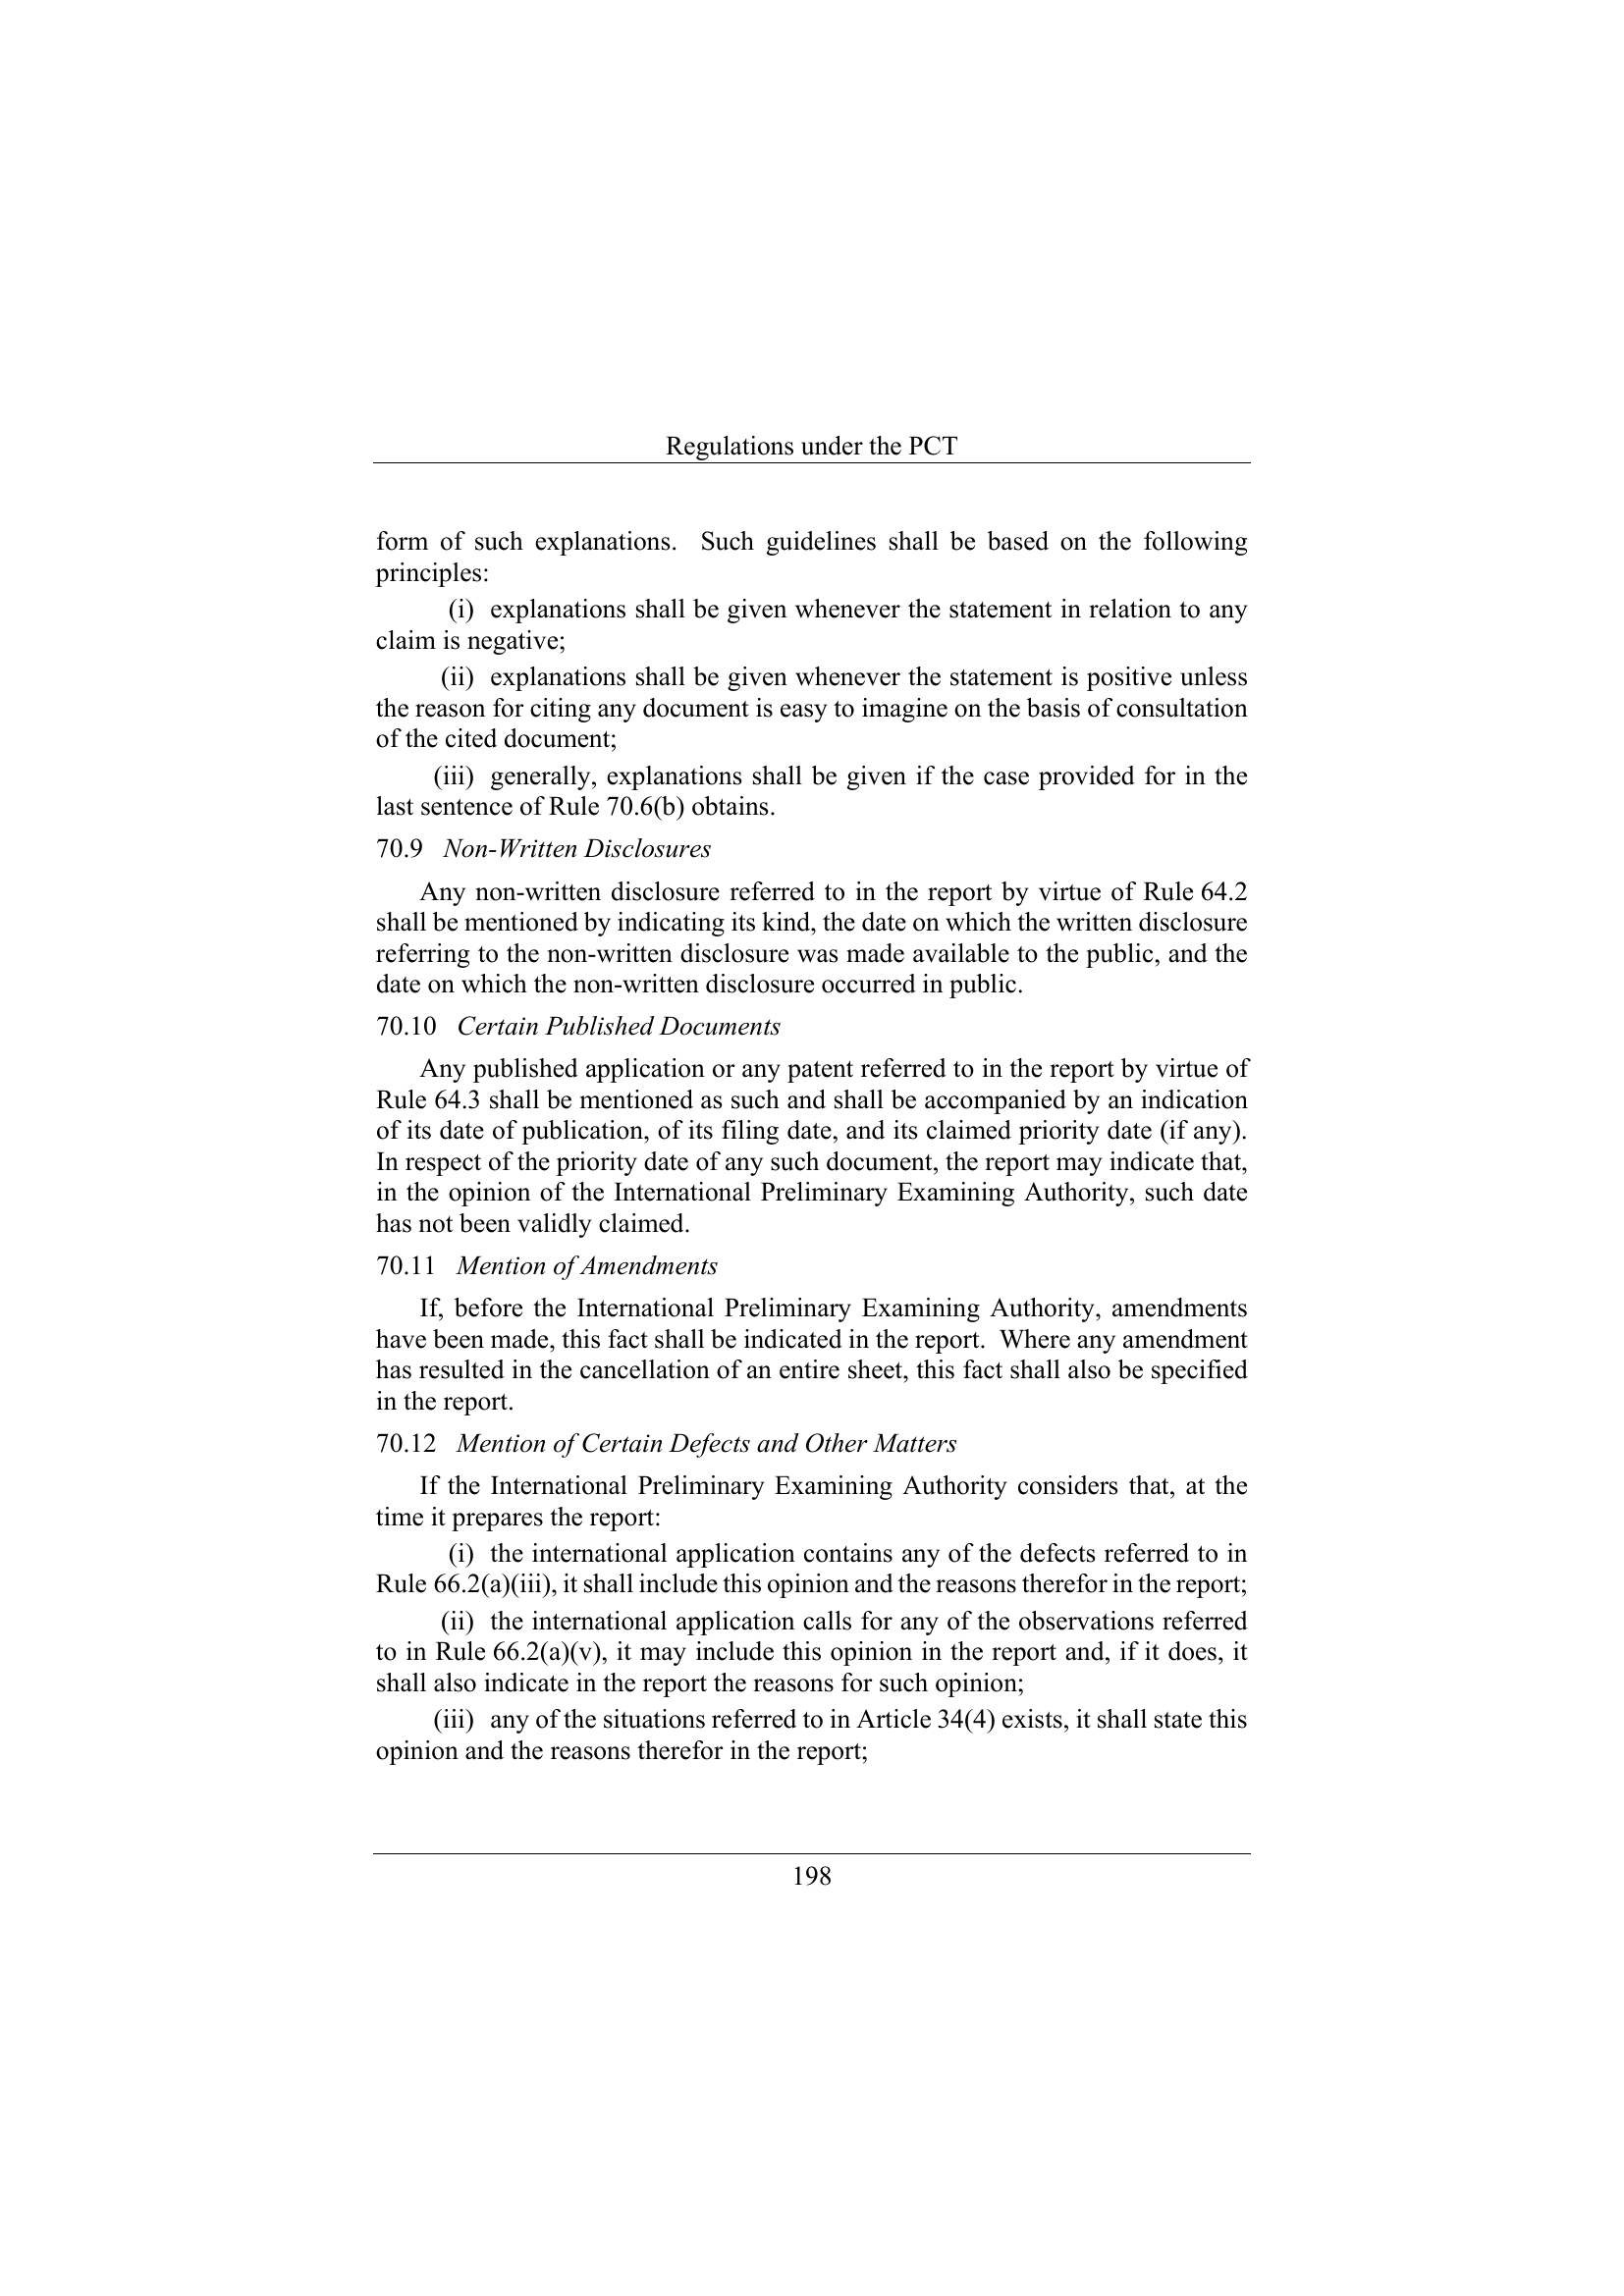 Regulations under the PCT
form of such explanations. Such guidelines shall be based on the following
principles:
(i) explanations shall be given whenever the statement in relation to any
claim is negative;
(ii) explanations shall be given whenever the statement is positive unless
the reason for citing any document is easy to imagine on the basis of consultation
of the cited document;
(iii) generally, explanations shall be given if the case provided for in the
last sentence of Rule 70.6(b) obtains.
70.9 Non-Written Disclosures
Any non-written disclosure referred to in the report by virtue of Rule 64.2
shall be mentioned by indicating its kind, the date on which the written disclosure
referring to the non-written disclosure was made available to the public, and the
date on which the non-written disclosure occurred in public.
70.10 Certain Published Documents
Any published application or any patent referred to in the report by virtue of
Rule 64.3 shall be mentioned as such and shall be accompanied by an indication
of its date of publication, of its filing date, and its claimed priority date (if any).
In respect of the priority date of any such document, the report may indicate that,
in the opinion of the International Preliminary Examining Authority, such date
has not been validly claimed.
70.11 Mention of Amendments
If, before the International Preliminary Examining Authority, amendments
have been made, this fact shall be indicated in the report. Where any amendment
has resulted in the cancellation of an entire sheet, this fact shall also be specified
in the report.
70.12 Mention of Certain Defects and Other Matters
If the International Preliminary Examining Authority considers that, at the
time it prepares the report:
(i) the international application contains any of the defects referred to in
Rule 66.2(a)(iii), it shall include this opinion and the reasons therefor in the report;
(ii) the international application calls for any of the observations referred
to in Rule 66.2(a)(v), it may include this opinion in the report and, if it does, it
shall also indicate in the report the reasons for such opinion;
(iii) any of the situations referred to in Article 34(4) exists, it shall state this
opinion and the reasons therefor in the report;
198